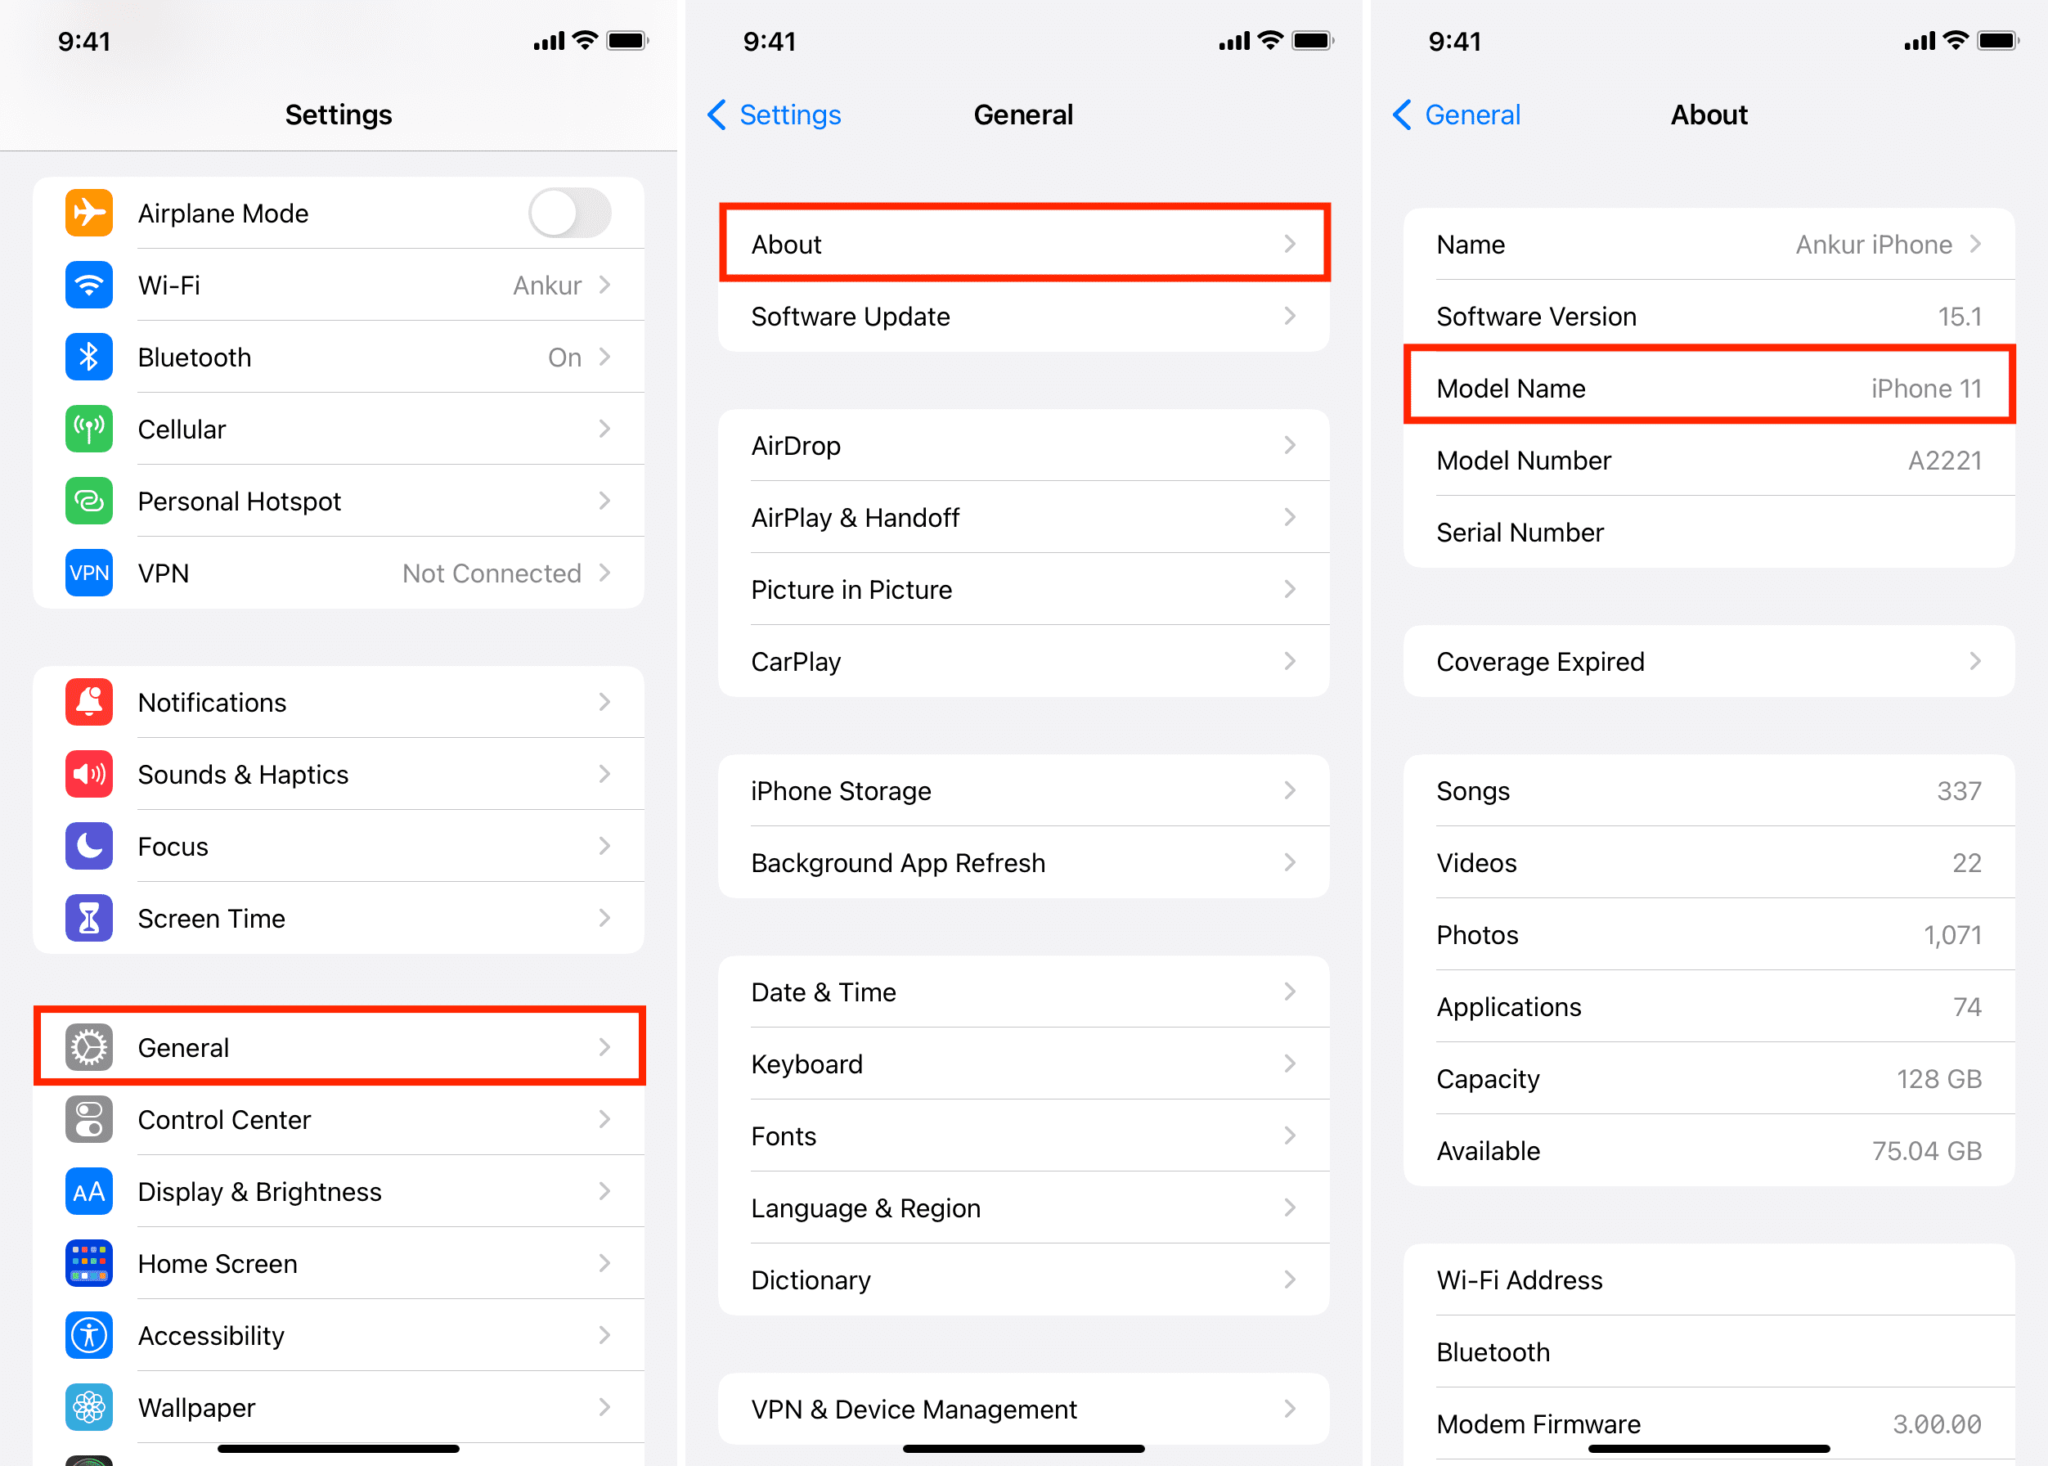 9:41
Settings
Airplane Mode
Wi-Fi Ankur
Bluetooth On
Cellular
Personal Hotspot
VPN VPN Not Connected
Notifications
Sounds & Haptics
Focus
Screen Time
General
Control Center
AA Display & Brightness
Home Screen
Accessibility
Wallpaper
9:41
Settings General
About
Software Update
AirDrop
AirPlay & Handoff
Picture in Picture
CarPlay
iPhone Storage
Background App Refresh
Date & Time
Keyboard
Fonts
Language & Region
Dictionary
VPN & Device Management
9:41
General About
Name Ankur iPhone
Software Version 15.1
Model Name iPhone 11
Model Number A2221
Serial Number
Coverage Expired
Songs 337
Videos 22
Photos 1,071
Applications 74
Capacity 128 GB
Available 75.04 GB
Wi-Fi Address
Bluetooth
Modem Firmware 3.00.00